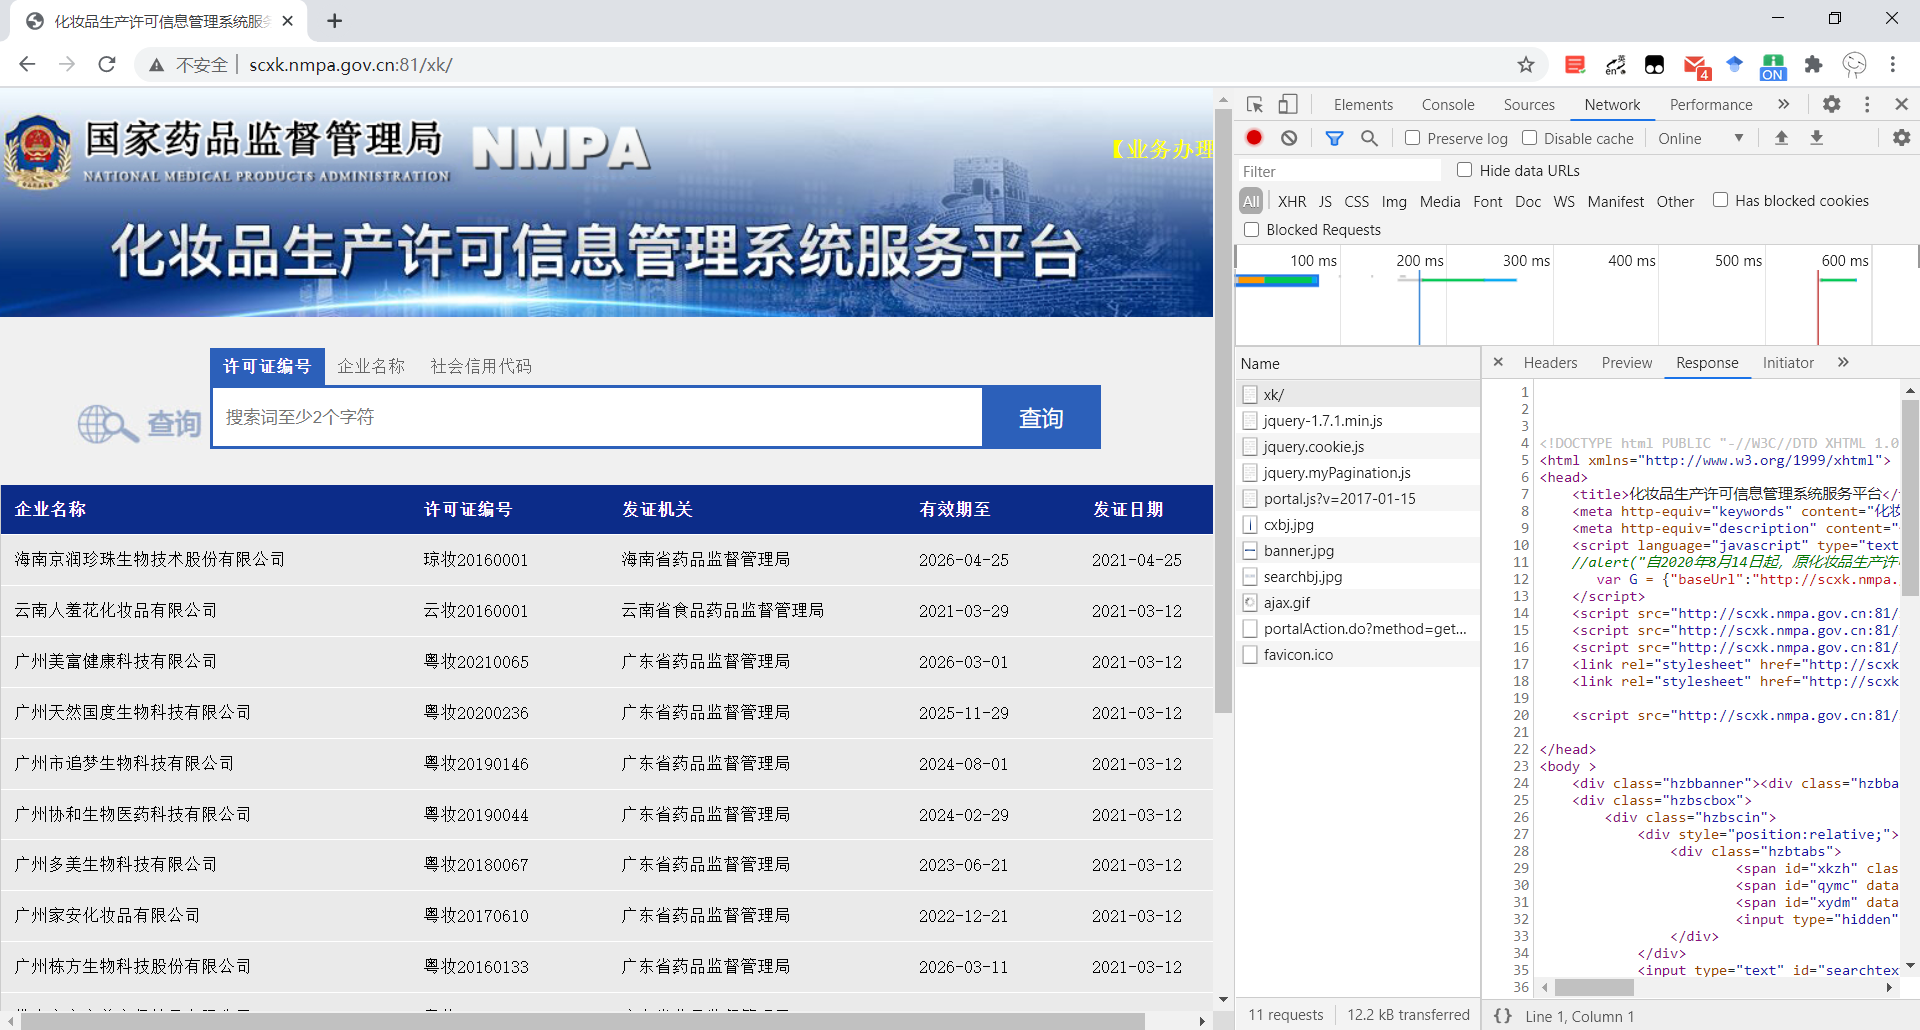 化妆品生产许可信息管理系统服务
不安全 scxk.nmpa.gov.cn:81/xk/
4
ON
国家药品监督管理局 NMPA
NATIONAL MEDICAL PRODUCTS ADMINISTRATION
【业务办理
化妆品生产许可信息管理系统服务平台
许可证编号 企业名称 社会信用代码
查询 搜索词至少2个字符 查询
企业名称 许可证编号 发证机关 有效期至 发证日期
海南京润珍珠生物技术股份有限公司 琼妆20160001 海南省药品监督管理局 2026-04-25 2021-04-25
云南人羞花化妆品有限公司 云妆20160001 云南省食品药品监督管理局 2021-03-29 2021-03-12
广州美富健康科技有限公司 粤妆20210065 广东省药品监督管理局 2026-03-01 2021-03-12
广州天然国度生物科技有限公司 粤妆20200236 广东省药品监督管理局 2025-11-29 2021-03-12
广州市追梦生物科技有限公司 粤妆20190146 广东省药品监督管理局 2024-08-01 2021-03-12
广州协和生物医药科技有限公司 粤妆20190044 广东省药品监督管理局 2024-02-29 2021-03-12
广州多美生物科技有限公司 粤妆20180067 广东省药品监督管理局 2023-06-21 2021-03-12
广州家安化妆品有限公司 粤妆20170610 广东省药品监督管理局 2022-12-21 2021-03-12
广州栋方生物科技股份有限公司 粤妆20160133 广东省药品监督管理局 2026-03-11 2021-03-12
Elements Console Sources Network Performance »
Preserve log Disable cache Online
Filter Hide data URLs
All XHR JS CSS Img Media Font Doc WS Manifest Other Has blocked cookies
Blocked Requests
100 ms 200 ms 300 ms 400 ms 500 ms 600 ms
Name
xk/
jquery-1.7.1.min.js
jquery.cookie.js
jquery.myPagination.js
portal.js?v=2017-01-15
cxbj.jpg
banner.jpg
searchbj.jpg
ajax.gif
portalAction.do?method=get...
favicon.ico
11 requests 12.2 kB transferred
Headers Preview Response Initiator »
1
2
3
4 <!DOCTYPE html PUBLIC "-//W3C//DTD XHTML 1.0
5 <html xmlns="http://www.w3.org/1999/xhtml">
6 <head>
7 <title>化妆品生产许可信息管理系统服务平台</
8 <meta http-equiv="keywords" content="化妆
9 <meta http-equiv="description" content="
10 <script language="javascript" type="text
11 //alert("自2020年8月14日起，原化妆品生产许
12 var G = {"baseUrl":"http://scxk.nmpa.
13 </script>
14 <script src="http://scxk.nmpa.gov.cn:81/
15 <script src="http://scxk.nmpa.gov.cn:81/
16 <script src="http://scxk.nmpa.gov.cn:81/
17 <link rel="stylesheet" href="http://scxk
18 <link rel="stylesheet" href="http://scxk
19
20 <script src="http://scxk.nmpa.gov.cn:81/
21
22 </head>
23 <body >
24 <div class="hzbbanner"><div class="hzbba
25 <div class="hzbscbox">
26 <div class="hzbscin">
27 <div style="position:relative;">
28 <div class="hzbtabs">
29 <span id="xkzh" clas
30 <span id="qymc" data
31 <span id="xydm" data
32 <input type="hidden"
33 </div>
34 </div>
35 <input type="text" id="searchtex
36
{} Line 1, Column 1